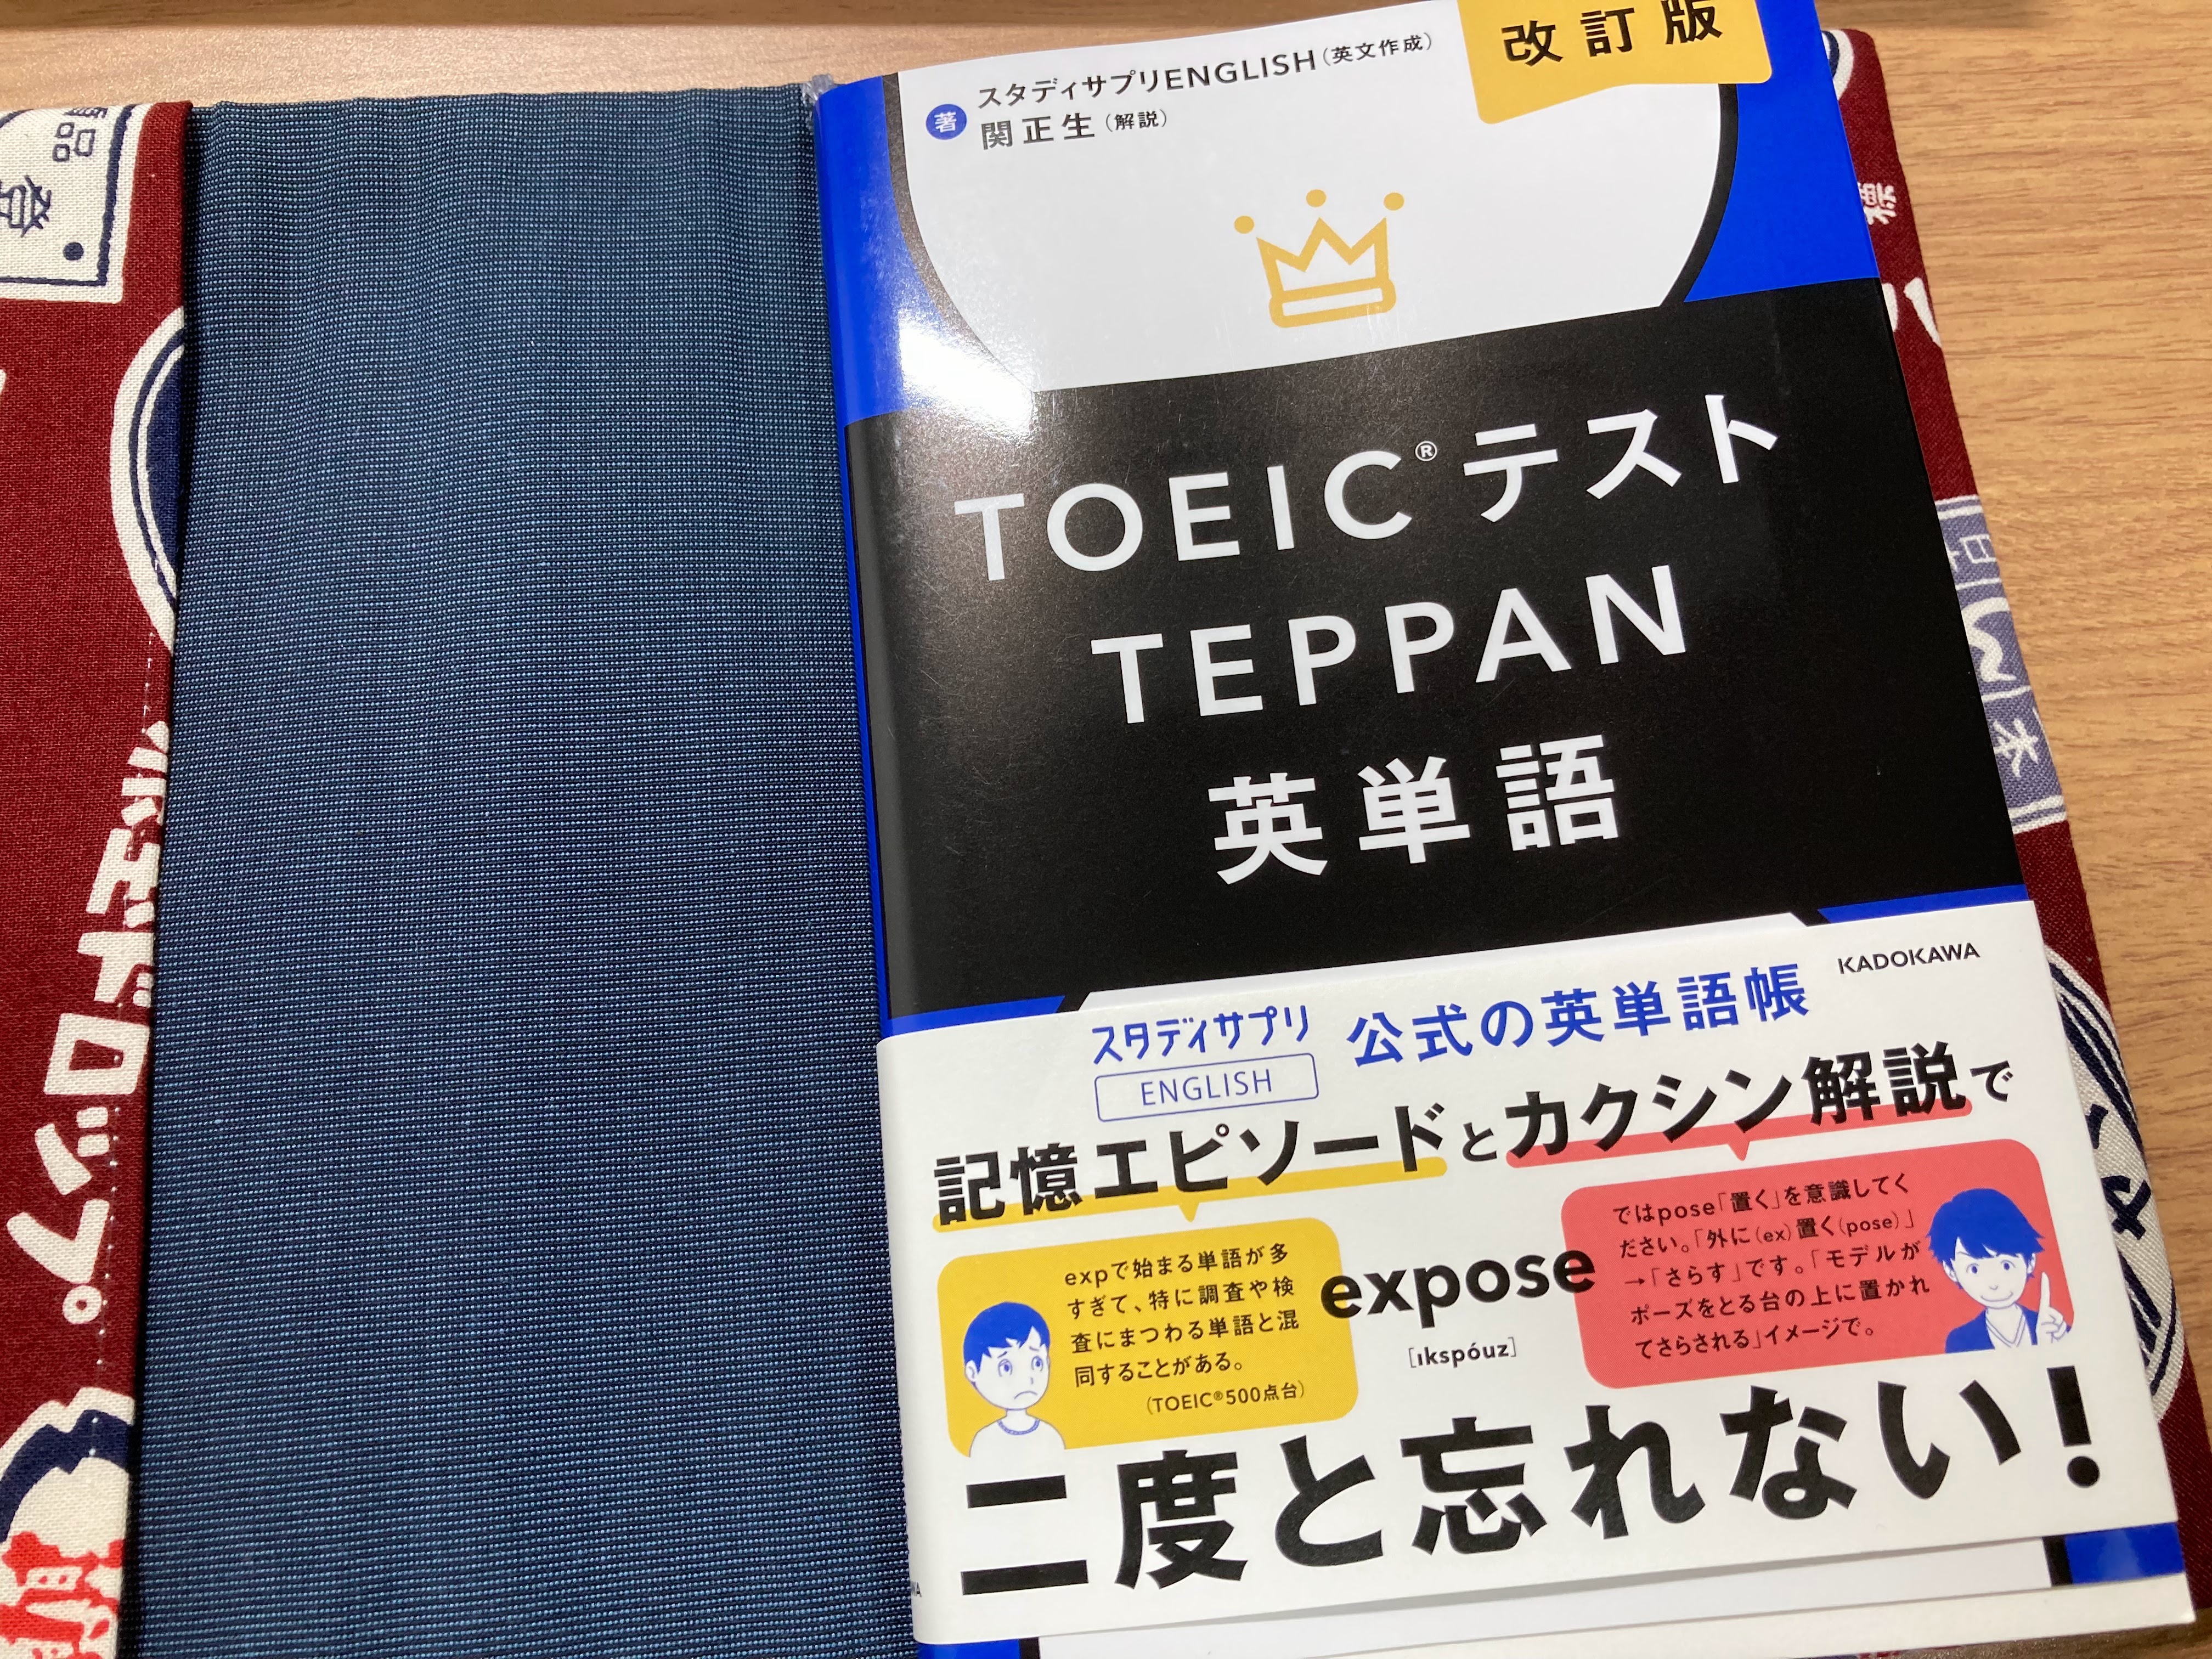 改訂版
著
スタディサプリENGLISH(英文作成)
関正生(解説)
TOEIC®テスト
TEPPAN
英単語
KADOKAWA
スタディサプリ
ENGLISH
公式の英単語帳
記憶エピソードとカクシン解説で
expで始まる単語が多
すぎて、特に調査や検
査にまつわる単語と混
同することがある。
(TOEIC®500点台)
expose
[ɪkspóuz]
ではpose「置く」を意識してく
ださい。「外に(ex)置く(pose)」
→「さらす」です。「モデルが
ポーズをとる台の上に置かれ
てさらされる」イメージで。
二度と忘れない!
ドロップ。